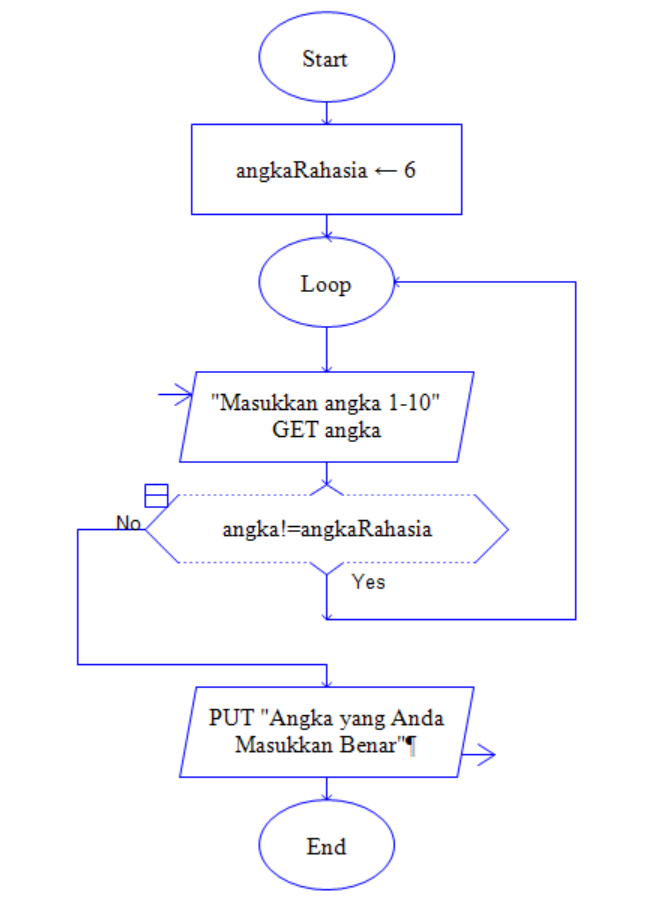 Start
angkaRahasia ← 6
Loop
"Masukkan angka 1-10"
GET angka
No
angka!=angkaRahasia
Yes
PUT "Angka yang Anda
Masukkan Benar"¶
End